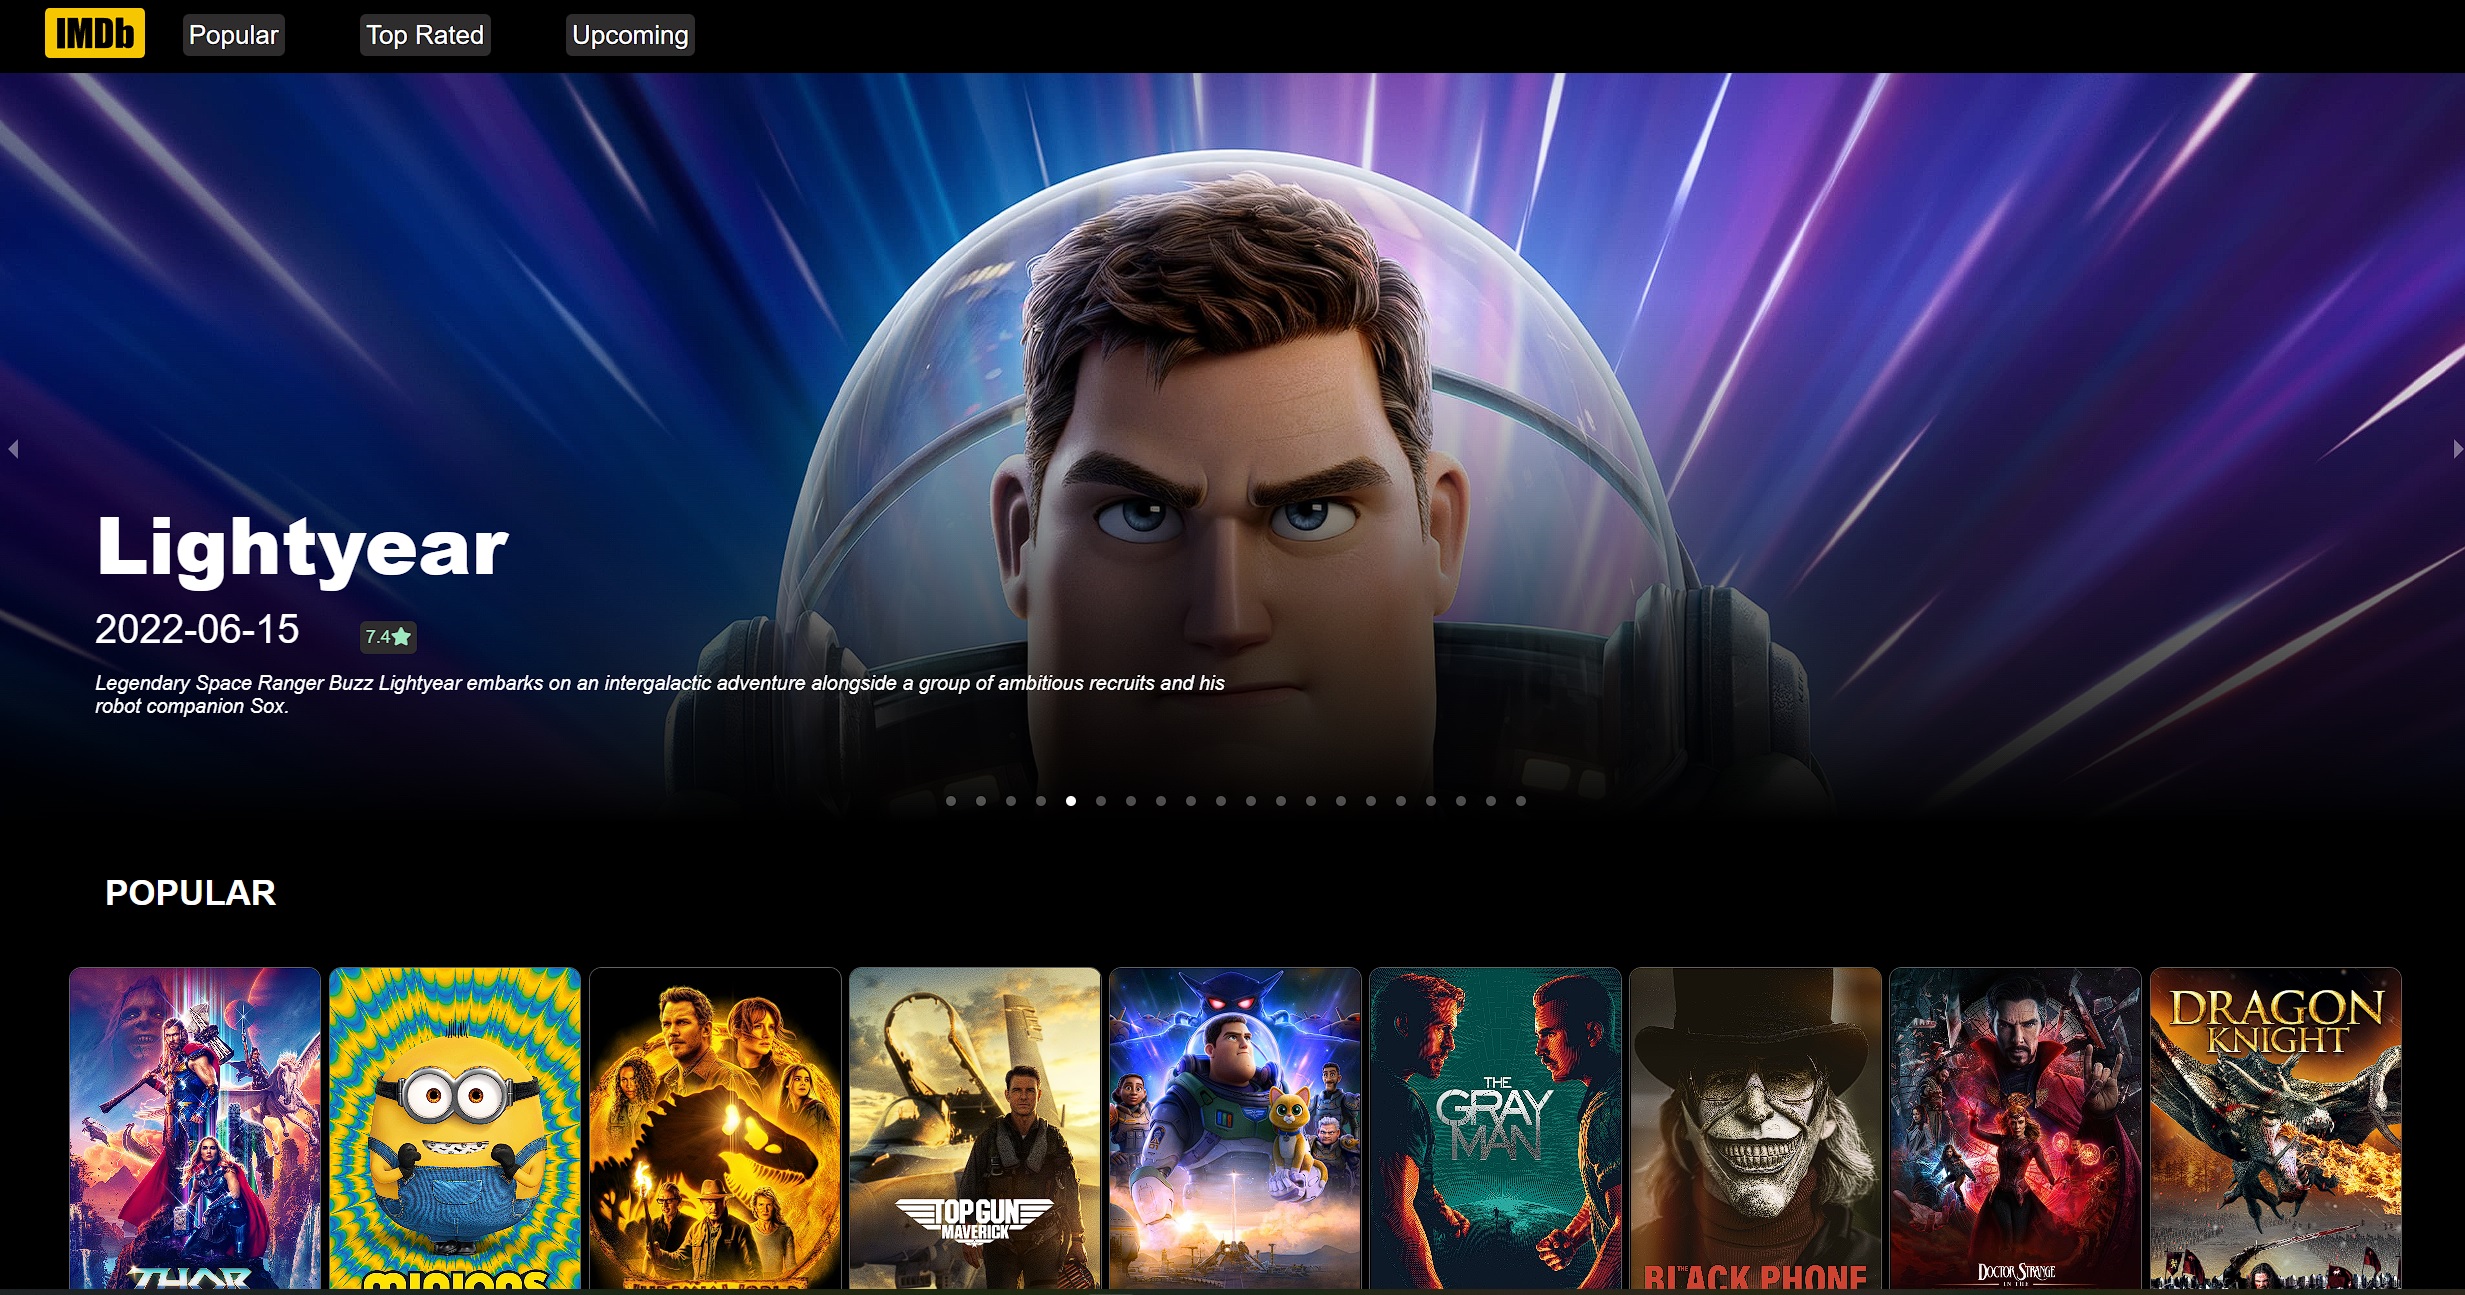 IMDb
Popular
Top Rated
Upcoming
Lightyear
2022-06-15
7.4
Legendary Space Ranger Buzz Lightyear embarks on an intergalactic adventure alongside a group of ambitious recruits and his
robot companion Sox.
POPULAR
THOR
MINIONS
TOP GUN
MAVERICK
THE
GRAY
MAN
THE
BLACK PHONE
DOCTOR STRANGE
IN THE
DRAGON
KNIGHT